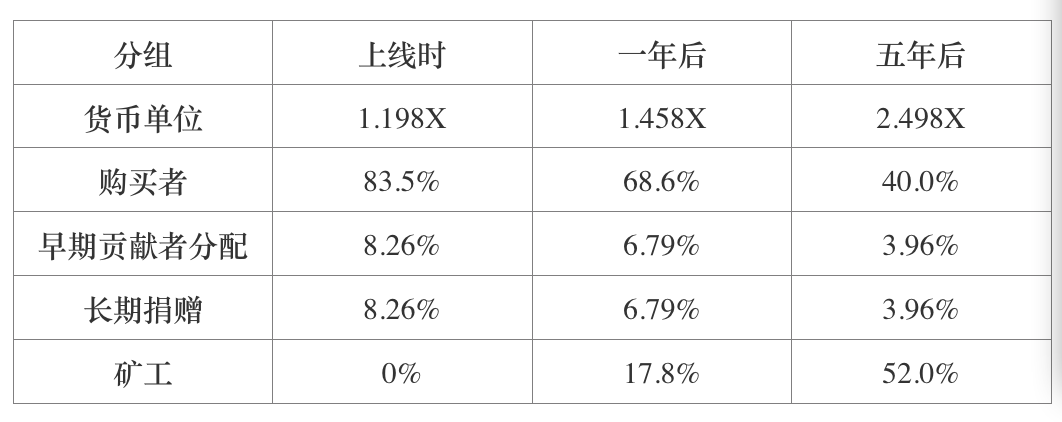 分组 上线时 一年后 五年后
货币单位 1.198X 1.458X 2.498X
购买者 83.5% 68.6% 40.0%
早期贡献者分配 8.26% 6.79% 3.96%
长期捐赠 8.26% 6.79% 3.96%
矿工 0% 17.8% 52.0%